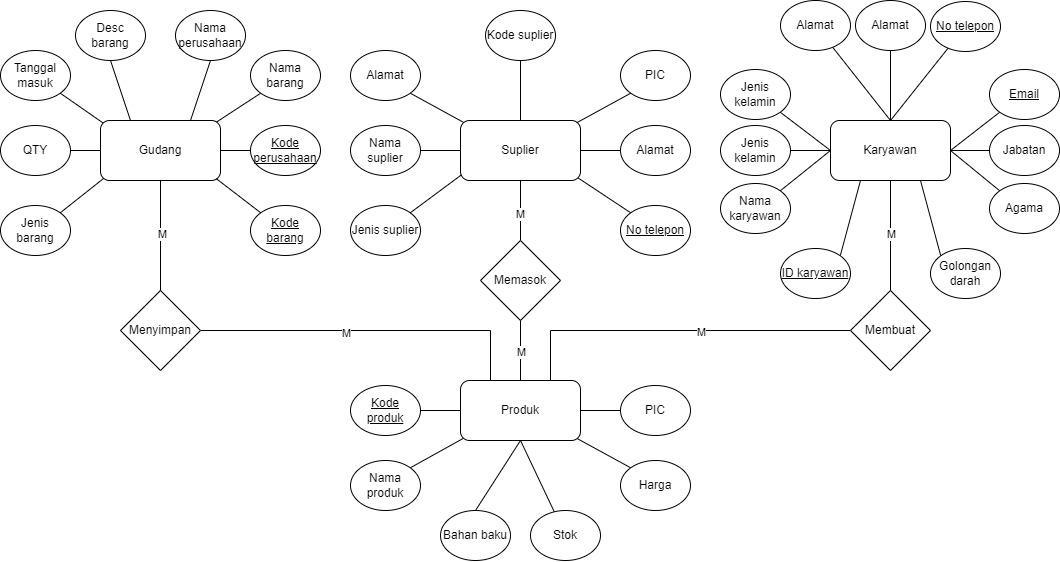 Desc
barang
Nama
perusahaan
Tanggal
masuk
Nama
barang
QTY
Gudang
Kode
perusahaan
Jenis
barang
Kode
barang
M
Menyimpan
M
Kode suplier
Alamat
PIC
Nama
suplier
Suplier
Alamat
Jenis suplier
No telepon
M
Memasok
M
Alamat
Alamat
No telepon
Jenis
kelamin
Email
Jenis
kelamin
Karyawan
Jabatan
Nama
karyawan
Agama
ID karyawan
Golongan
darah
M
Membuat
M
Kode
produk
Produk
PIC
Nama
produk
Harga
Bahan baku
Stok